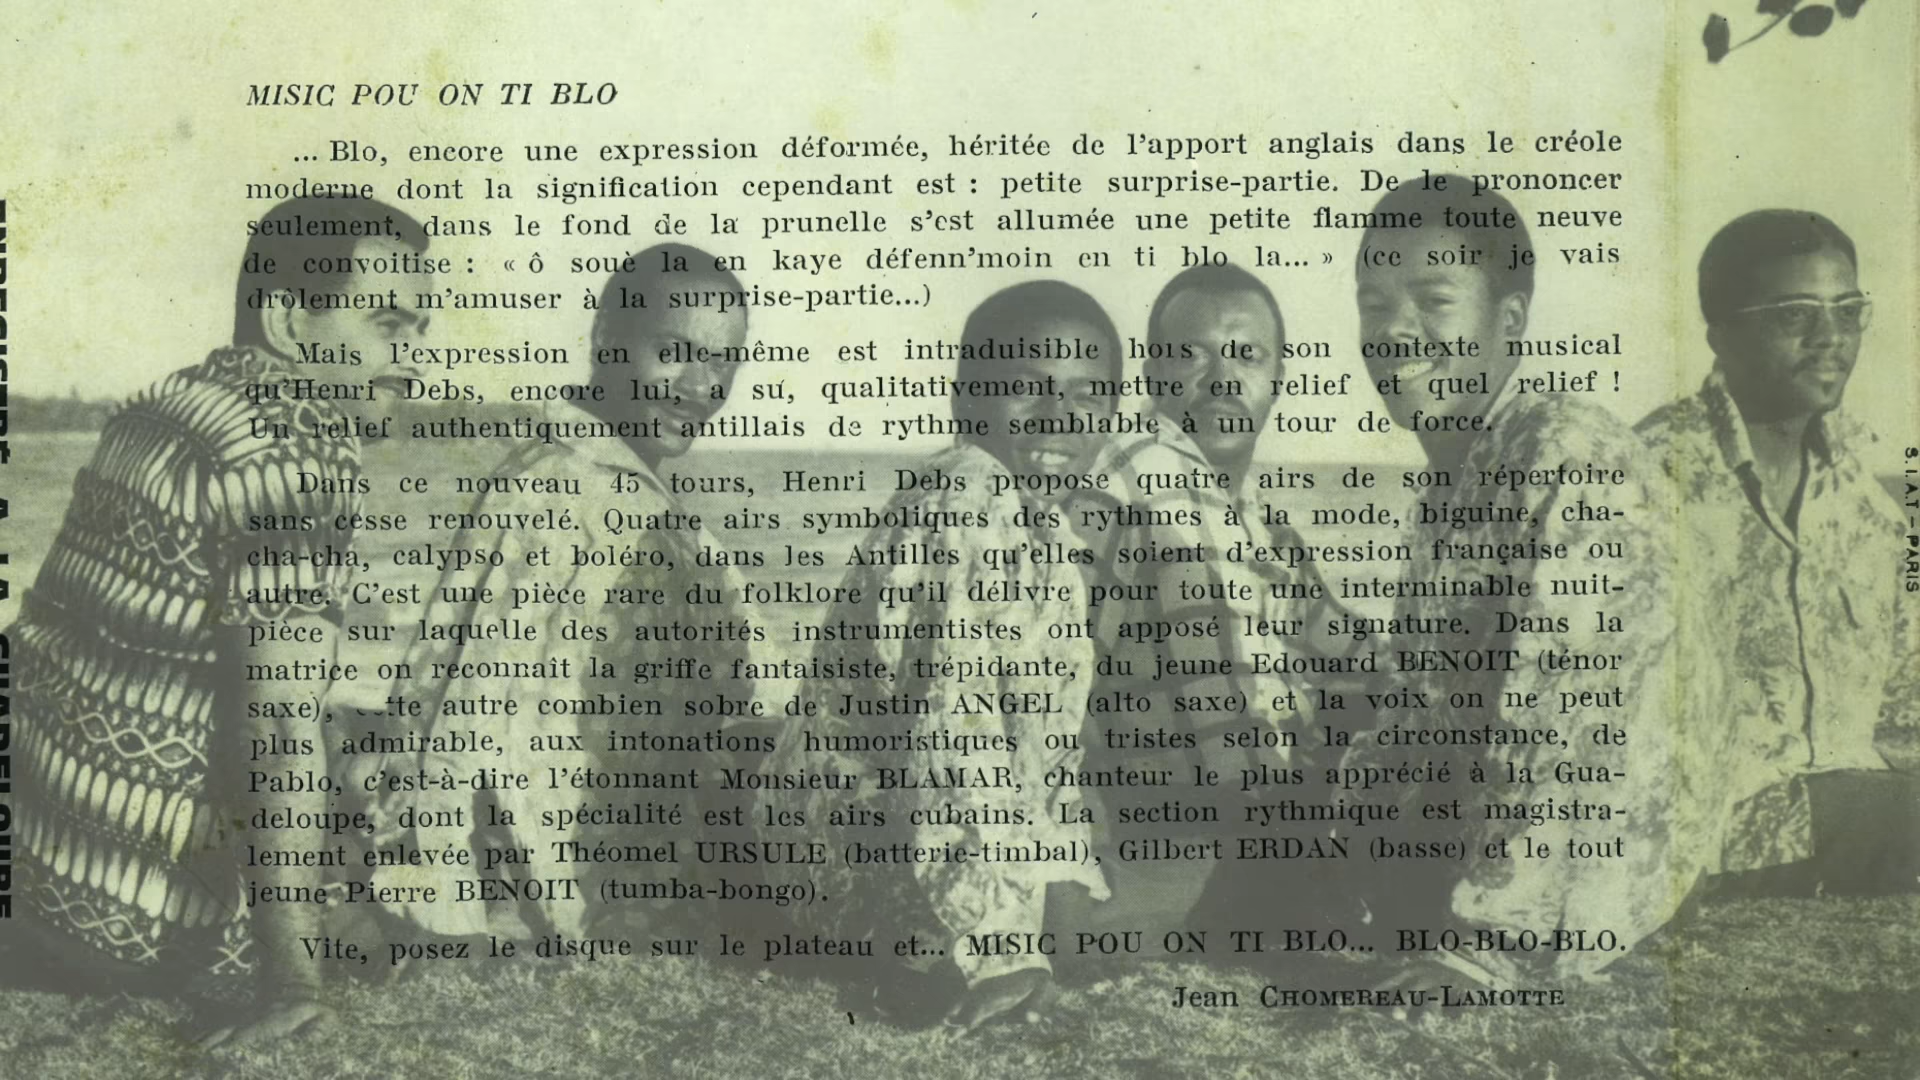 MISIC POU ON TI BLO
... Blo, encore une expression déformée, héritée de l'apport anglais dans le créole
moderne dont la signification cependant est : petite surprise-partie. De le prononcer
seulement, dans le fond de la prunelle s'est allumée une petite flamme toute neuve
de convoitise : « ô souè la en kaye défenn'moin en ti blo la... » (ce soir je vais
drôlement m'amuser à la surprise-partie...)
Mais l'expression en elle-même est intraduisible hors de son contexte musical
qu'Henri Debs, encore lui, a sú, qualitativement, mettre en relief et quel relief !
Un relief authentiquement antillais de rythme semblable à un tour de force.
Dans ce nouveau 45 tours, Henri Debs propose quatre airs de son répertoire
sans cesse renouvelé. Quatre airs symboliques des rythmes à la mode, biguine, cha-
cha-cha, calypso et boléro, dans les Antilles qu'elles soient d'expression française ou
autre. C'est une pièce rare du folklore qu'il délivre pour toute une interminable nuit-
pièce sur laquelle des autorités instrumentistes ont apposé leur signature. Dans la
matrice on reconnaît la griffe fantaisiste, trépidante, du jeune Edouard BENOIT (ténor
saxe), autre combien sobre de Justin ANGEL (alto saxe) et la voix on ne peut
plus admirable, aux intonations humoristiques ou tristes selon la circonstance, de
Pablo, c'est-à-dire l'étonnant Monsieur BLAMAR, chanteur le plus apprécié à la Gua-
deloupe, dont la spécialité est les airs cubains. La section rythmique est magistra-
lement enlevée par Théomel URSULE (batterie-timbal), Gilbert ERDAN (basse) et le tout
jeune Pierre BENOIT (tumba-bongo).
Vite, posez le disque sur le plateau et... MISIC POU ON TI BLO... BLO-BLO-BLO.
Jean CHOMEREAU-LAMOTTE
S.I.A.T - PARIS